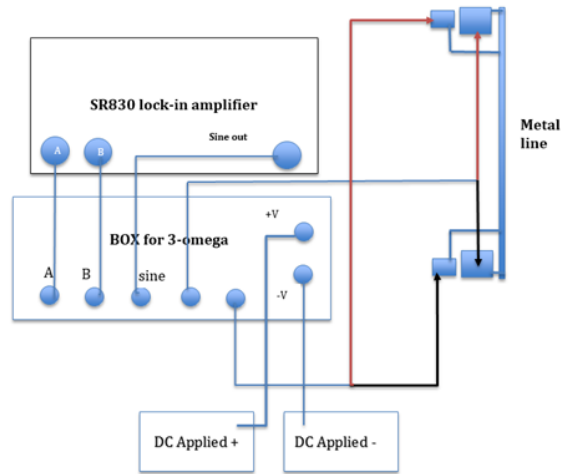 SR830 lock-in amplifier
Sine out
A
B
Metal
line
+V
BOX for 3-omega
A
B
sine
-V
DC Applied +
DC Applied -